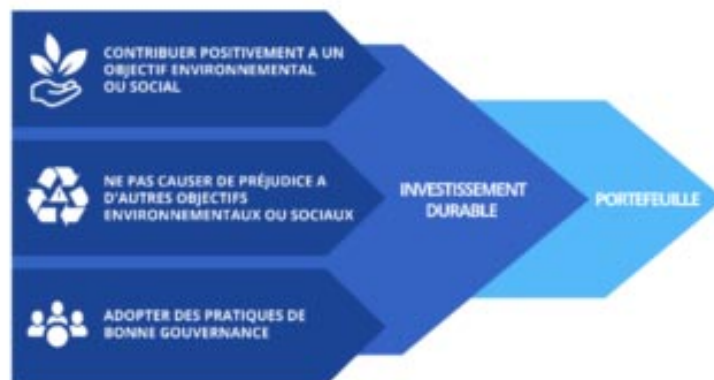 CONTRIBUER POSITIVEMENT A UN
OBJECTIF ENVIRONNEMENTAL
OU SOCIAL
NE PAS CAUSER DE PRÉJUDICE A
D'AUTRES OBJECTIFS
ENVIRONNEMENTAUX OU SOCIAUX
ADOPTER DES PRATIQUES DE
BONNE GOUVERNANCE
INVESTISSEMENT
DURABLE
PORTEFEUILLE